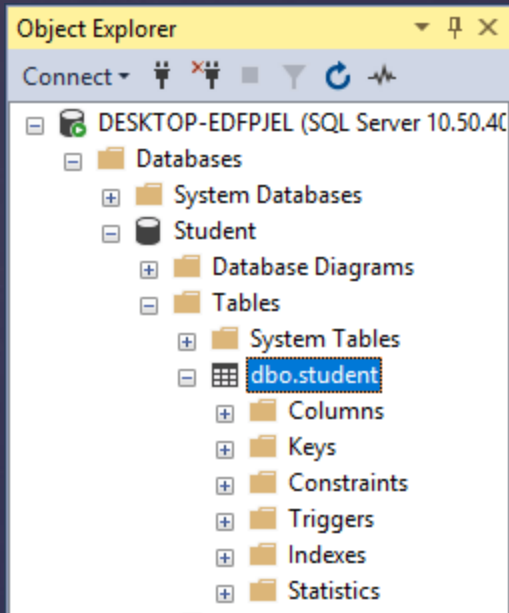 Object Explorer
Connect
DESKTOP-EDFPJEL (SQL Server 10.50.40
Databases
System Databases
Student
Database Diagrams
Tables
System Tables
dbo.student
Columns
Keys
Constraints
Triggers
Indexes
Statistics